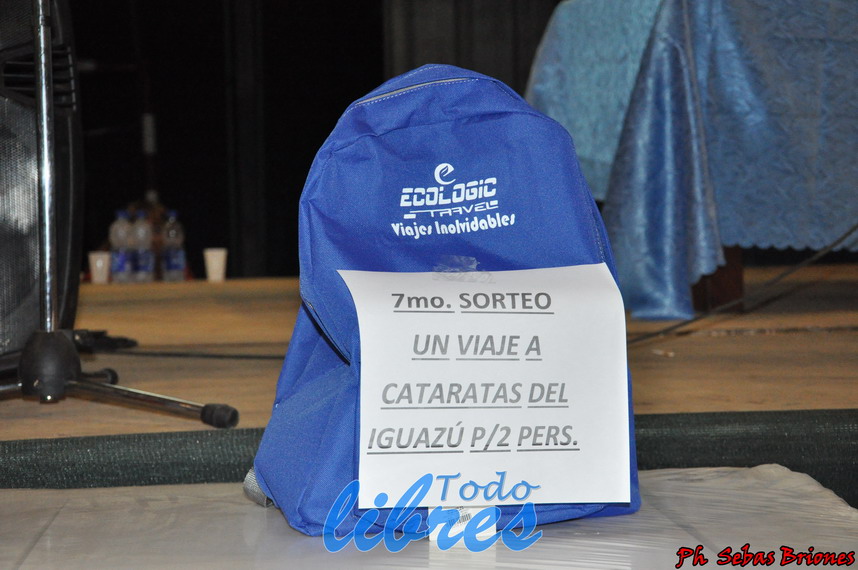 e
ECOLOGIC
TRAVEL
Viajes Inolvidables
7mo. SORTEO
UN VIAJE A
CATARATAS DEL
IGUAZÚ P/2 PERS.
Todo
libres
Ph Sebas Briones